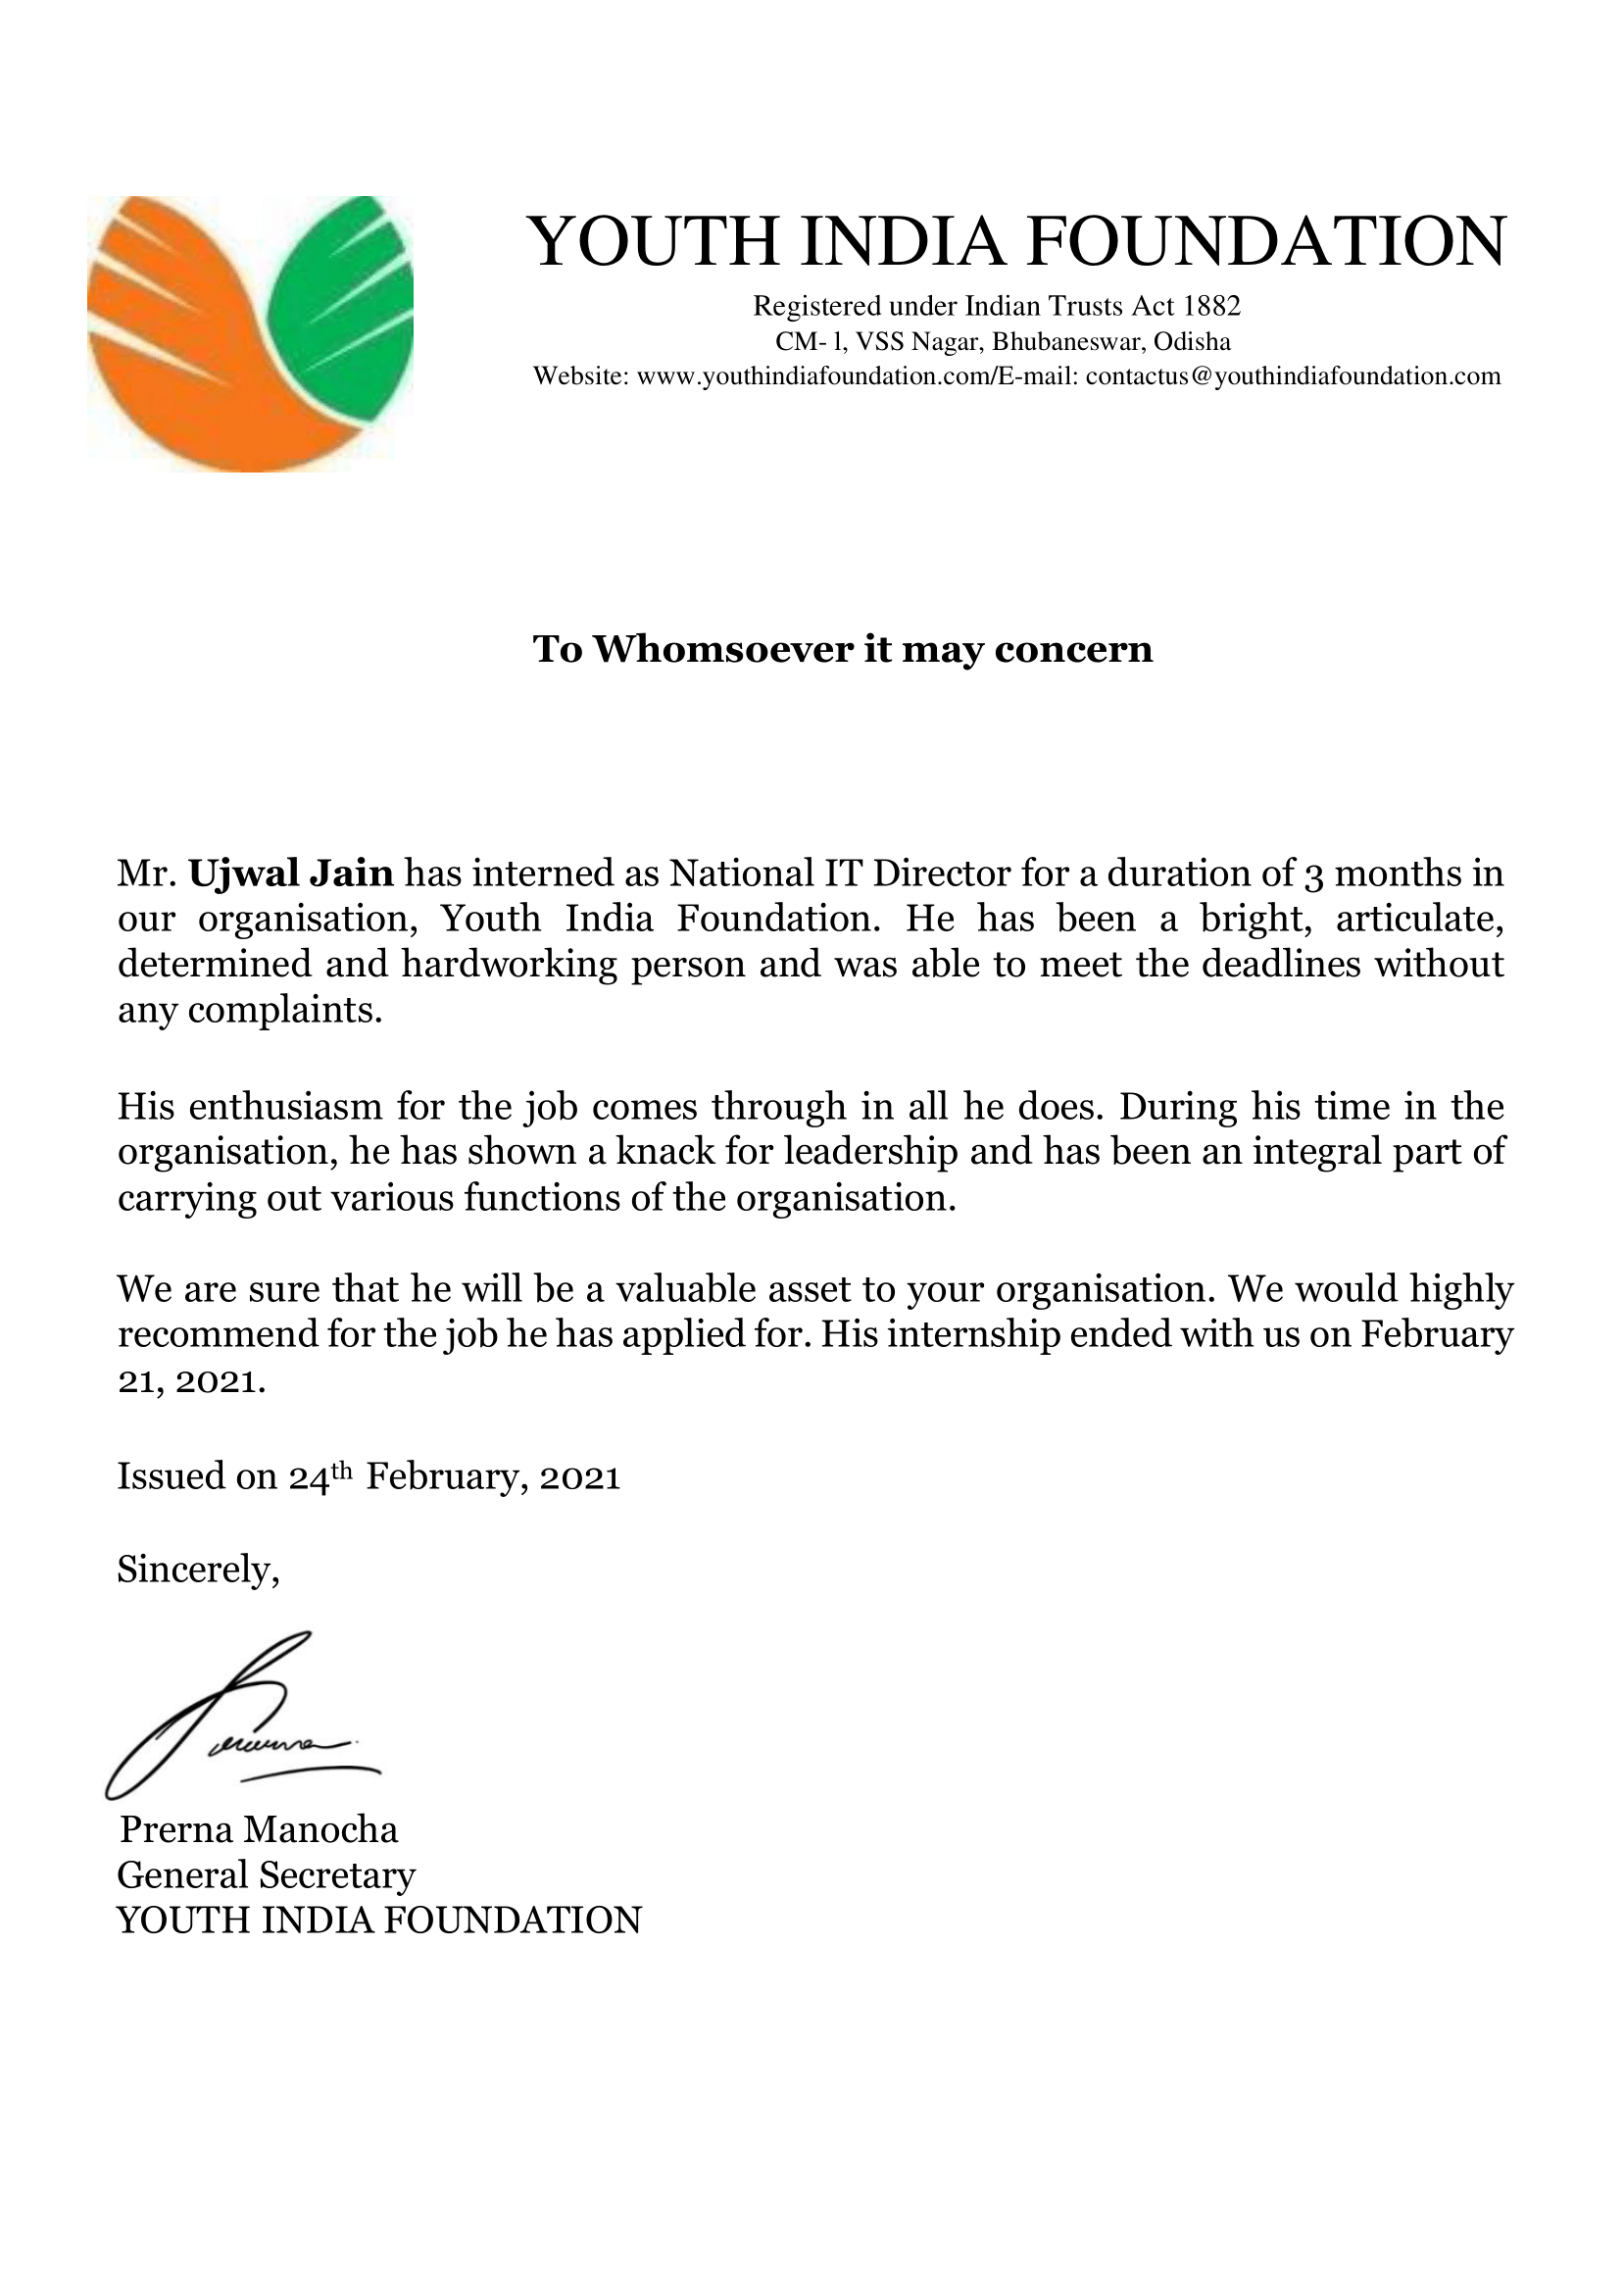 YOUTH INDIA FOUNDATION
Registered under Indian Trusts Act 1882
CM- l, VSS Nagar, Bhubaneswar, Odisha
Website: www.youthindiafoundation.com/E-mail: contactus@youthindiafoundation.com
To Whomsoever it may concern
Mr. Ujwal Jain has interned as National IT Director for a duration of 3 months in
our organisation, Youth India Foundation. He has been a bright, articulate,
determined and hardworking person and was able to meet the deadlines without
any complaints.
His enthusiasm for the job comes through in all he does. During his time in the
organisation, he has shown a knack for leadership and has been an integral part of
carrying out various functions of the organisation.
We are sure that he will be a valuable asset to your organisation. We would highly
recommend for the job he has applied for. His internship ended with us on February
21, 2021.
Issued on 24th February, 2021
Sincerely,
Prerna Manocha
General Secretary
YOUTH INDIA FOUNDATION